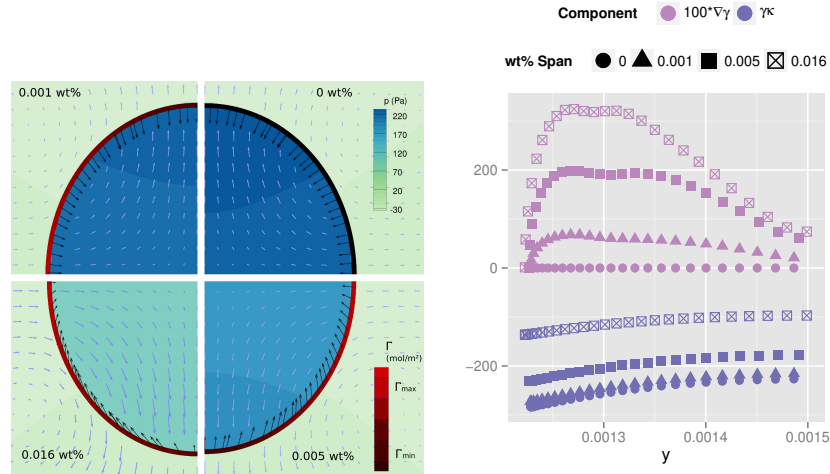 Component 100*∇γ γκ
wt% Span 0 0.001 0.005 0.016
0.001 wt%
0 wt%
p (Pa)
220
170
120
70
20
-30
0.016 wt%
0.005 wt%
Γ
(mol/m²)
Γmax
Γmin
200
0
−200
0.0013 0.0014 0.0015
y